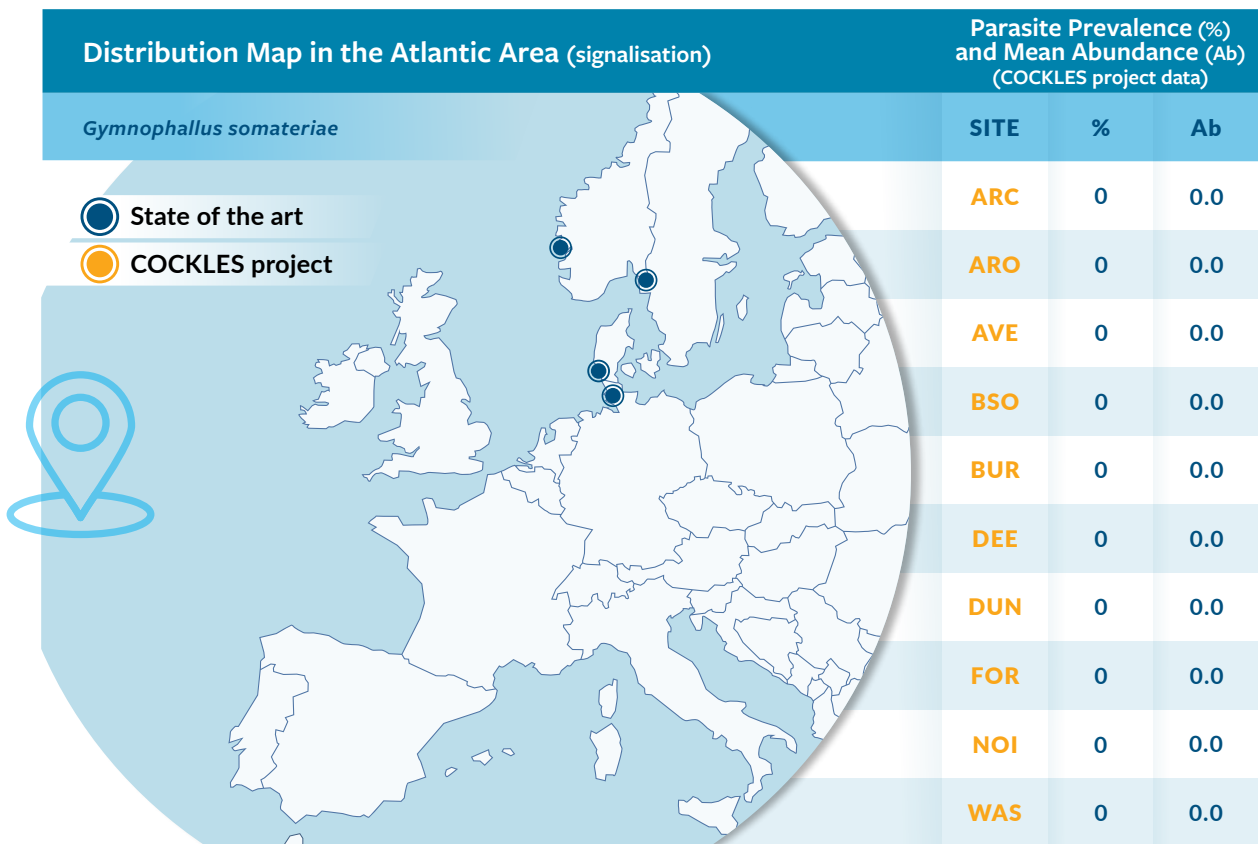 Distribution Map in the Atlantic Area (signalisation)
Parasite Prevalence (%)
and Mean Abundance (Ab)
(COCKLES project data)
Gymnophallus somateriae
SITE % Ab
State of the art
COCKLES project
ARC 0 0.0
ARO 0 0.0
AVE 0 0.0
BSO 0 0.0
BUR 0 0.0
DEE 0 0.0
DUN 0 0.0
FOR 0 0.0
NOI 0 0.0
WAS 0 0.0